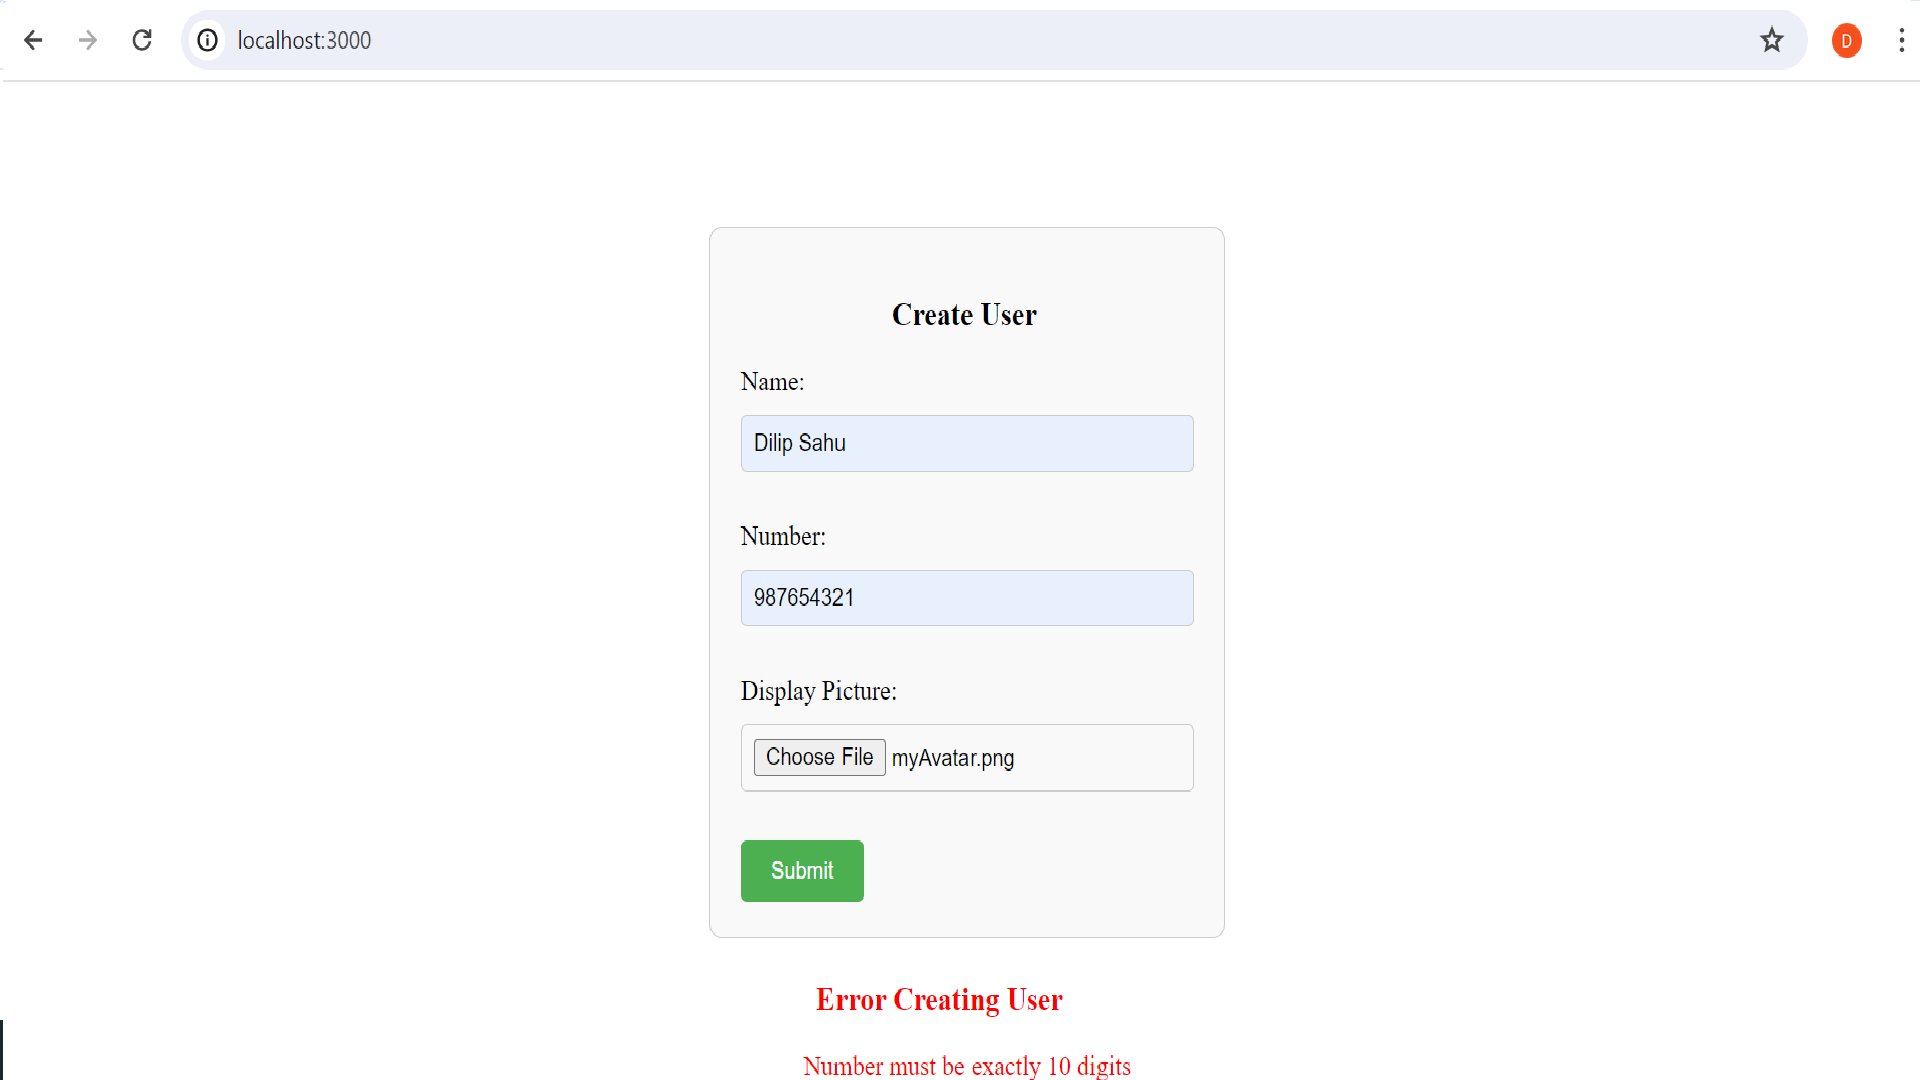 localhost:3000
D
Create User
Name:
Dilip Sahu
Number:
987654321
Display Picture:
Choose File myAvatar.png
Submit
Error Creating User
Number must be exactly 10 digits